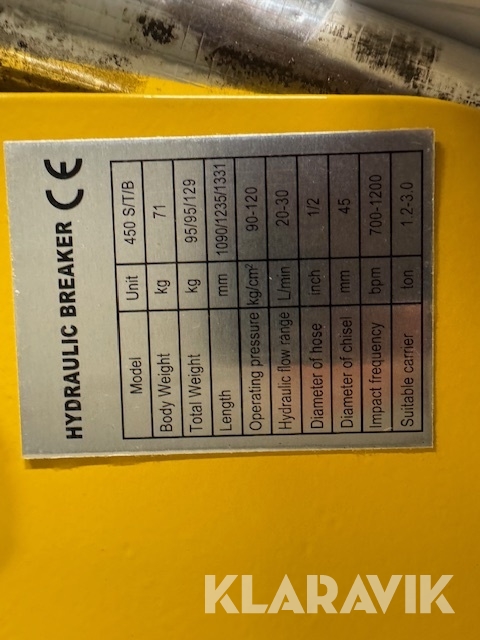 HYDRAULIC BREAKER CE
Model Unit 450 S/T/B
Body Weight kg 71
Total Weight kg 95/95/129
Length mm 1090/1235/1331
Operating pressure kg/cm² 90-120
Hydraulic flow range L/min 20-30
Diameter of hose inch 1/2
Diameter of chisel mm 45
Impact frequency bpm 700-1200
Suitable carrier ton 1.2-3.0
KLARAVIK